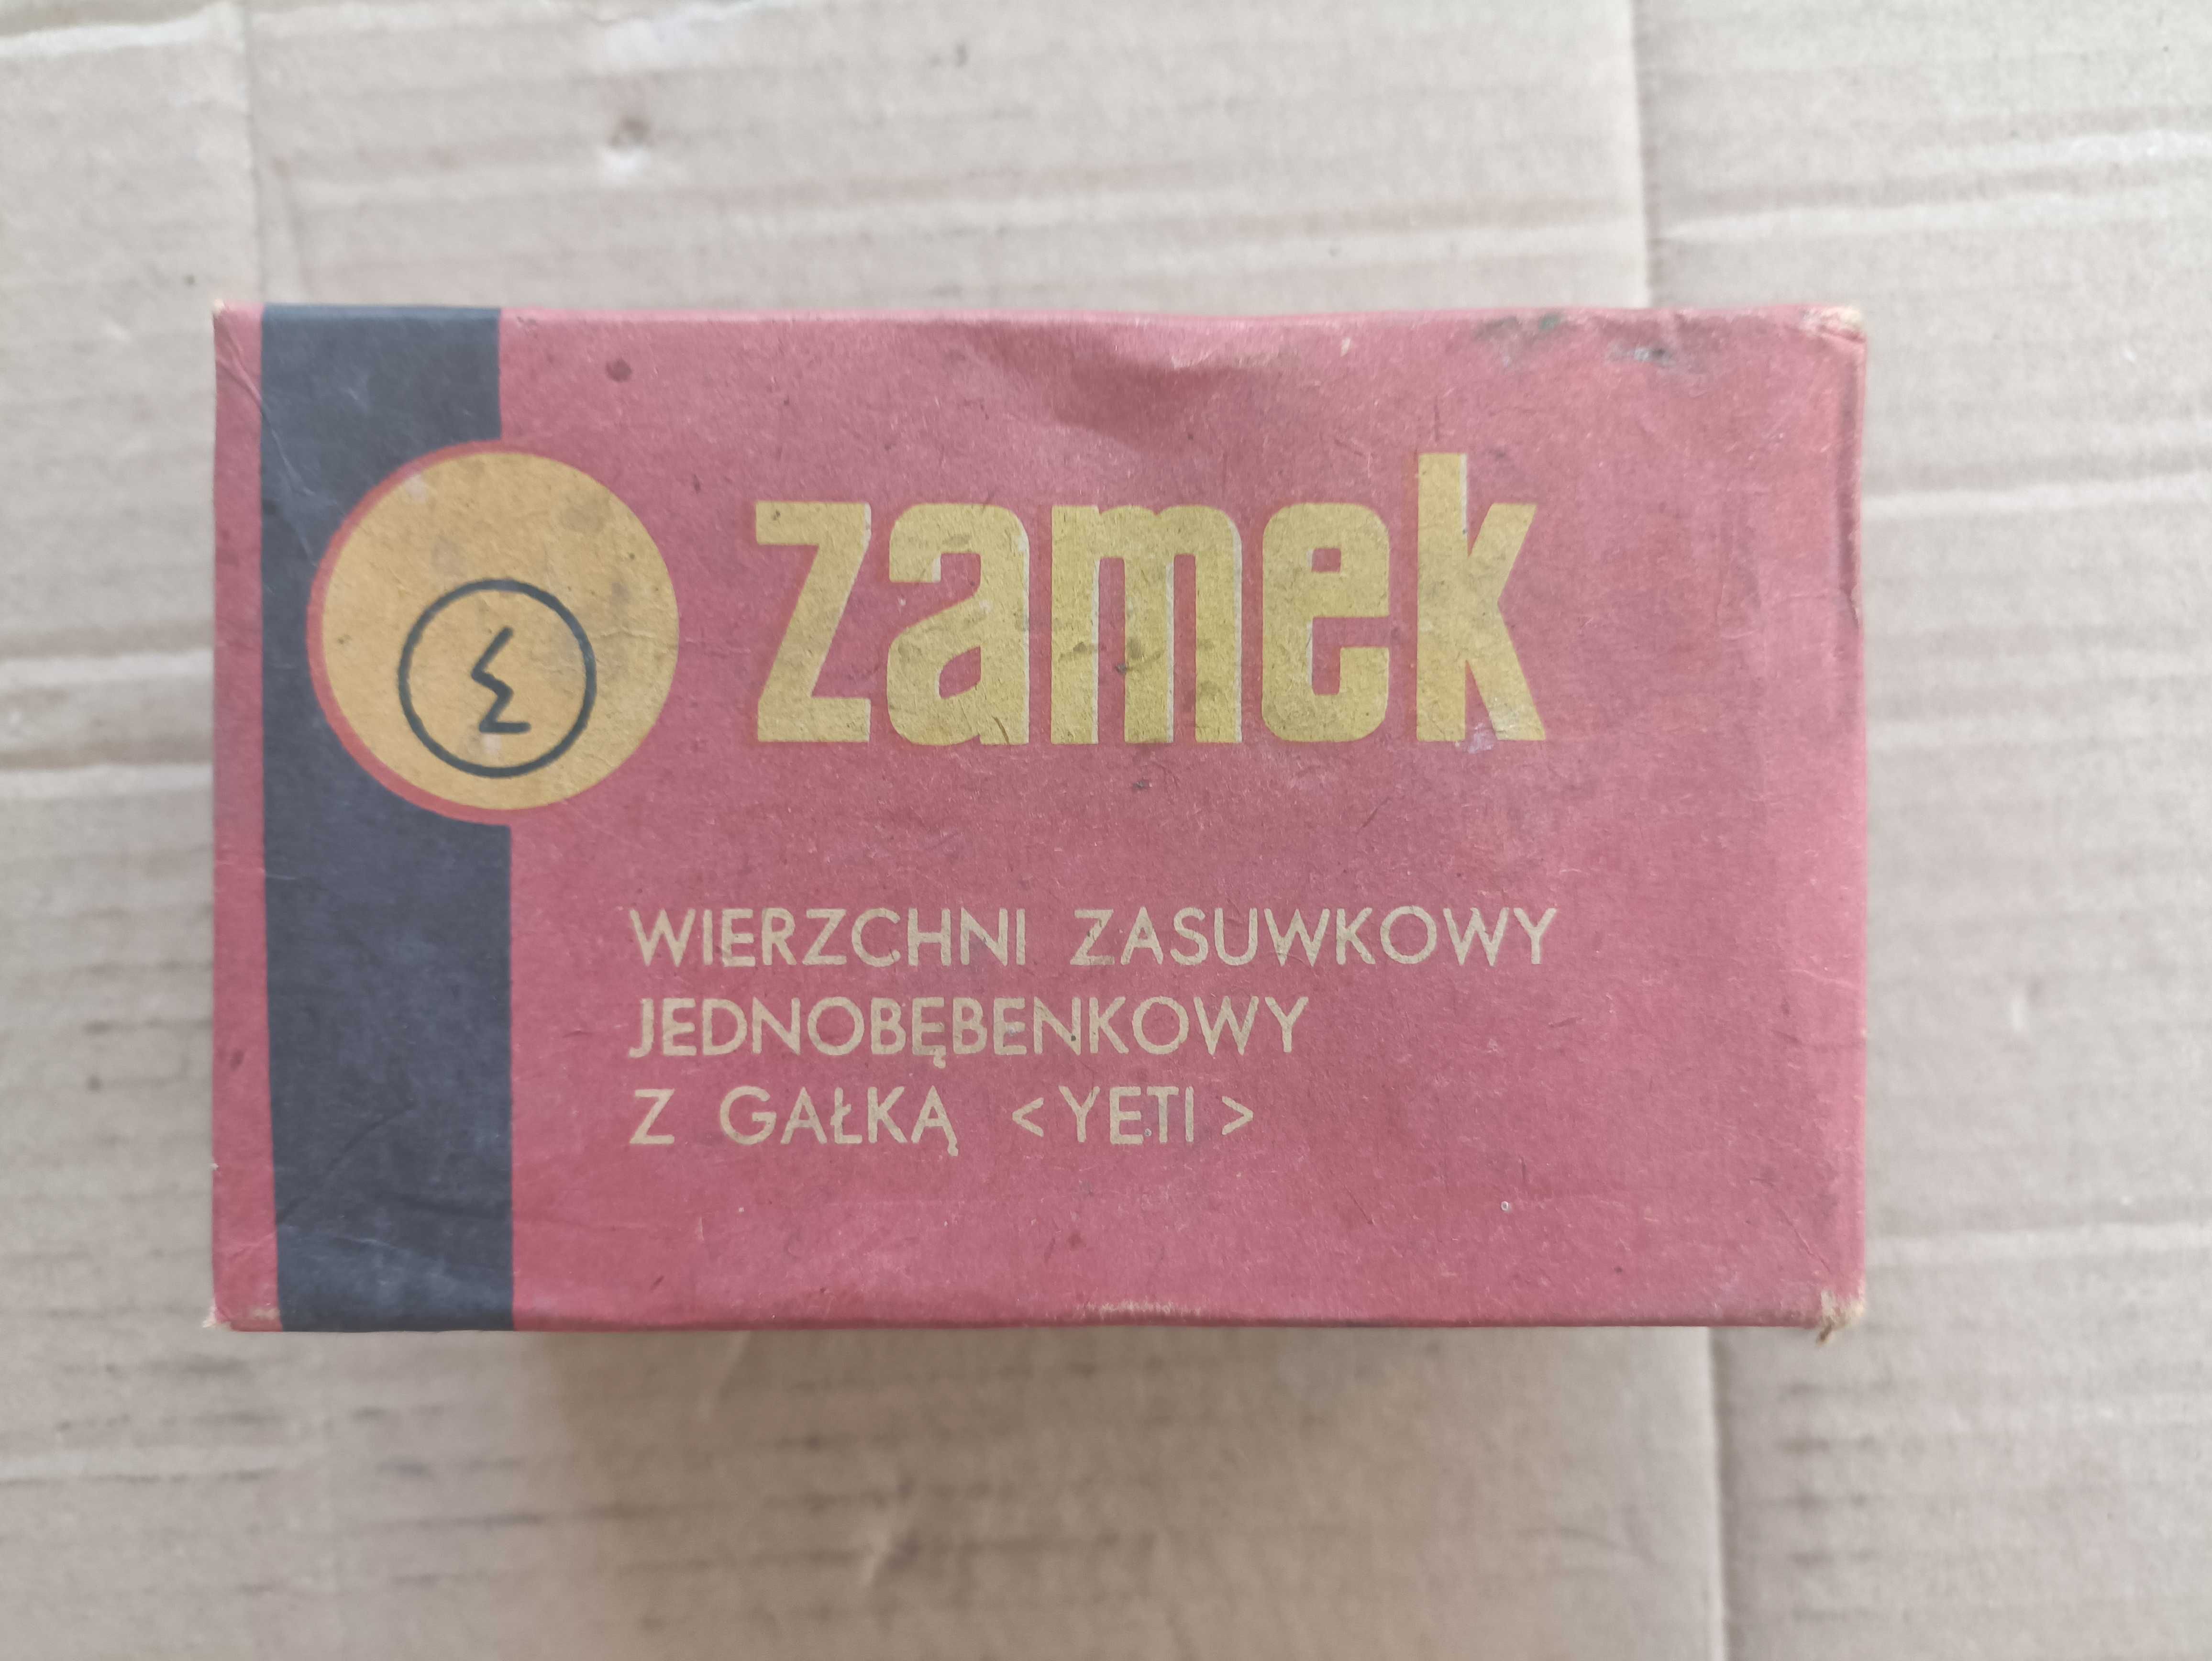 zamek
WIERZCHNI ZASUWKOWY
JEDNOBĘBENKOWY
Z GAŁKĄ <YETI>